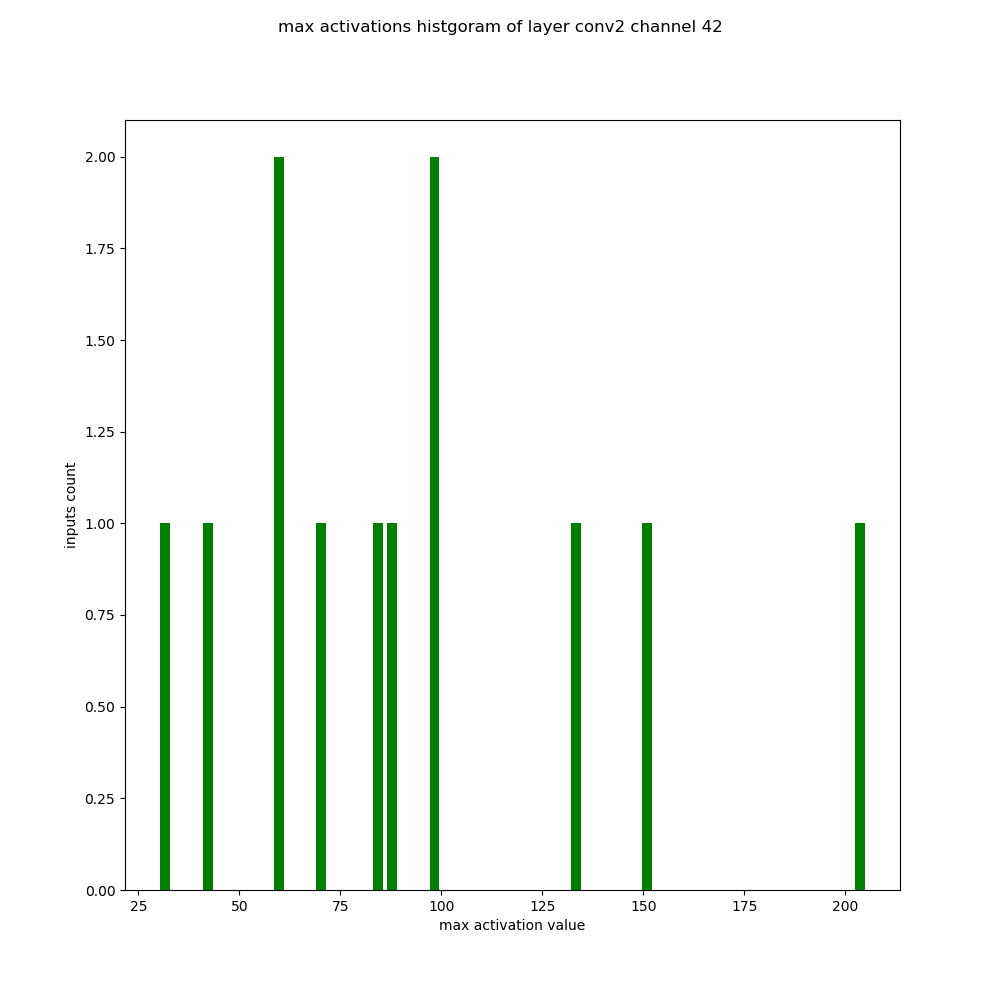 max activations histgoram of layer conv2 channel 42
2.00
1.75
1.50
1.25
1.00
0.75
0.50
0.25
0.00
inputs count
25 50 75 100 125 150 175 200
max activation value